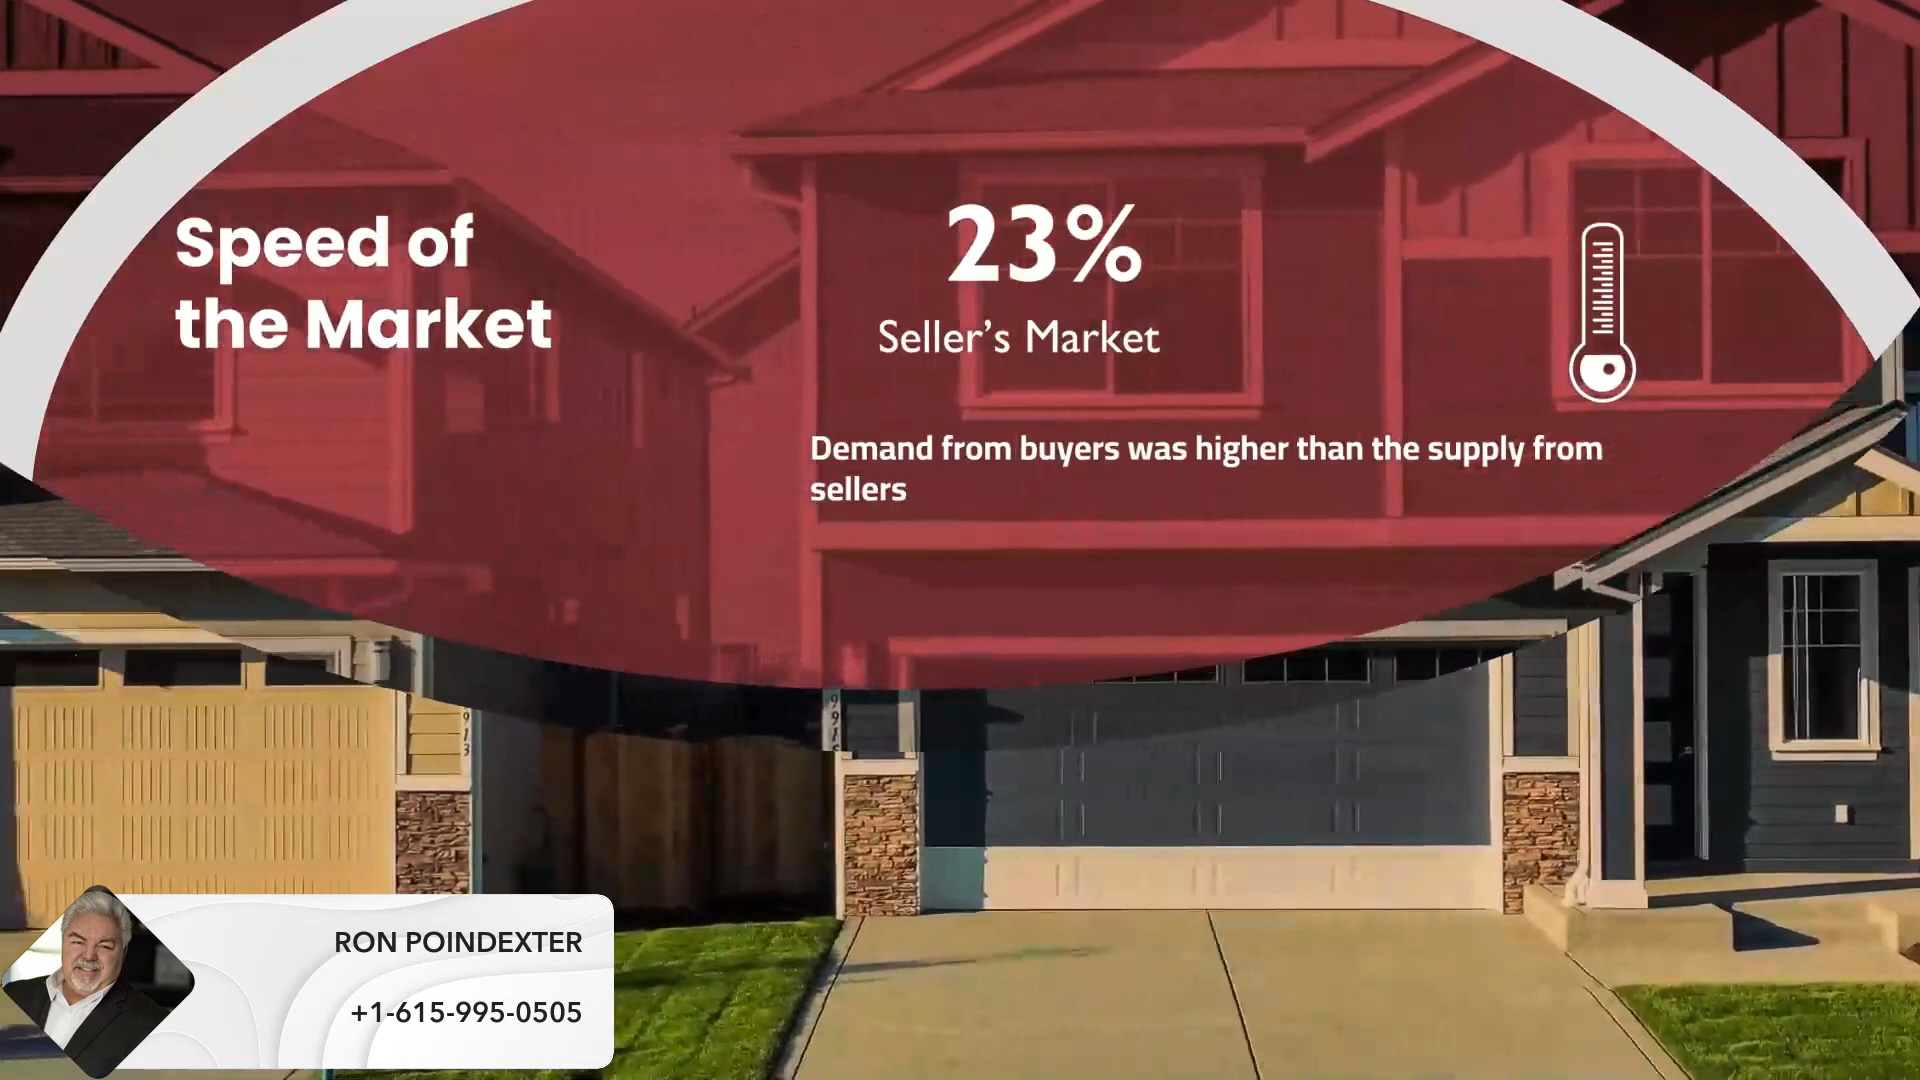 Speed of
the Market
23%
Seller's Market
Demand from buyers was higher than the supply from
sellers
9913
RON POINDEXTER
+1-615-995-0505